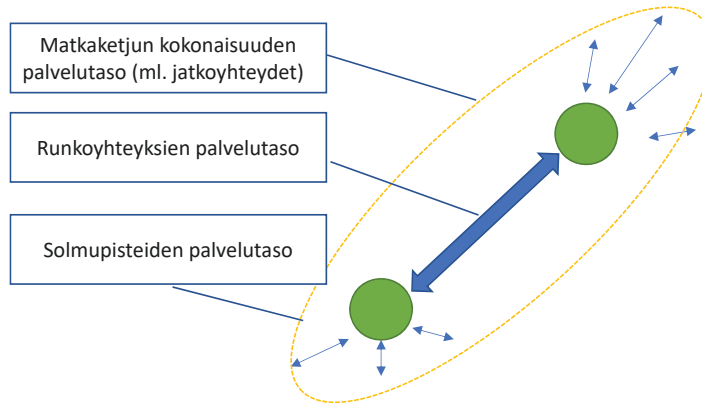 Matkaketjun kokonaisuuden
palvelutaso (ml. jatkoyhteydet)
Runkoyhteyksien palvelutaso
Solmupisteiden palvelutaso